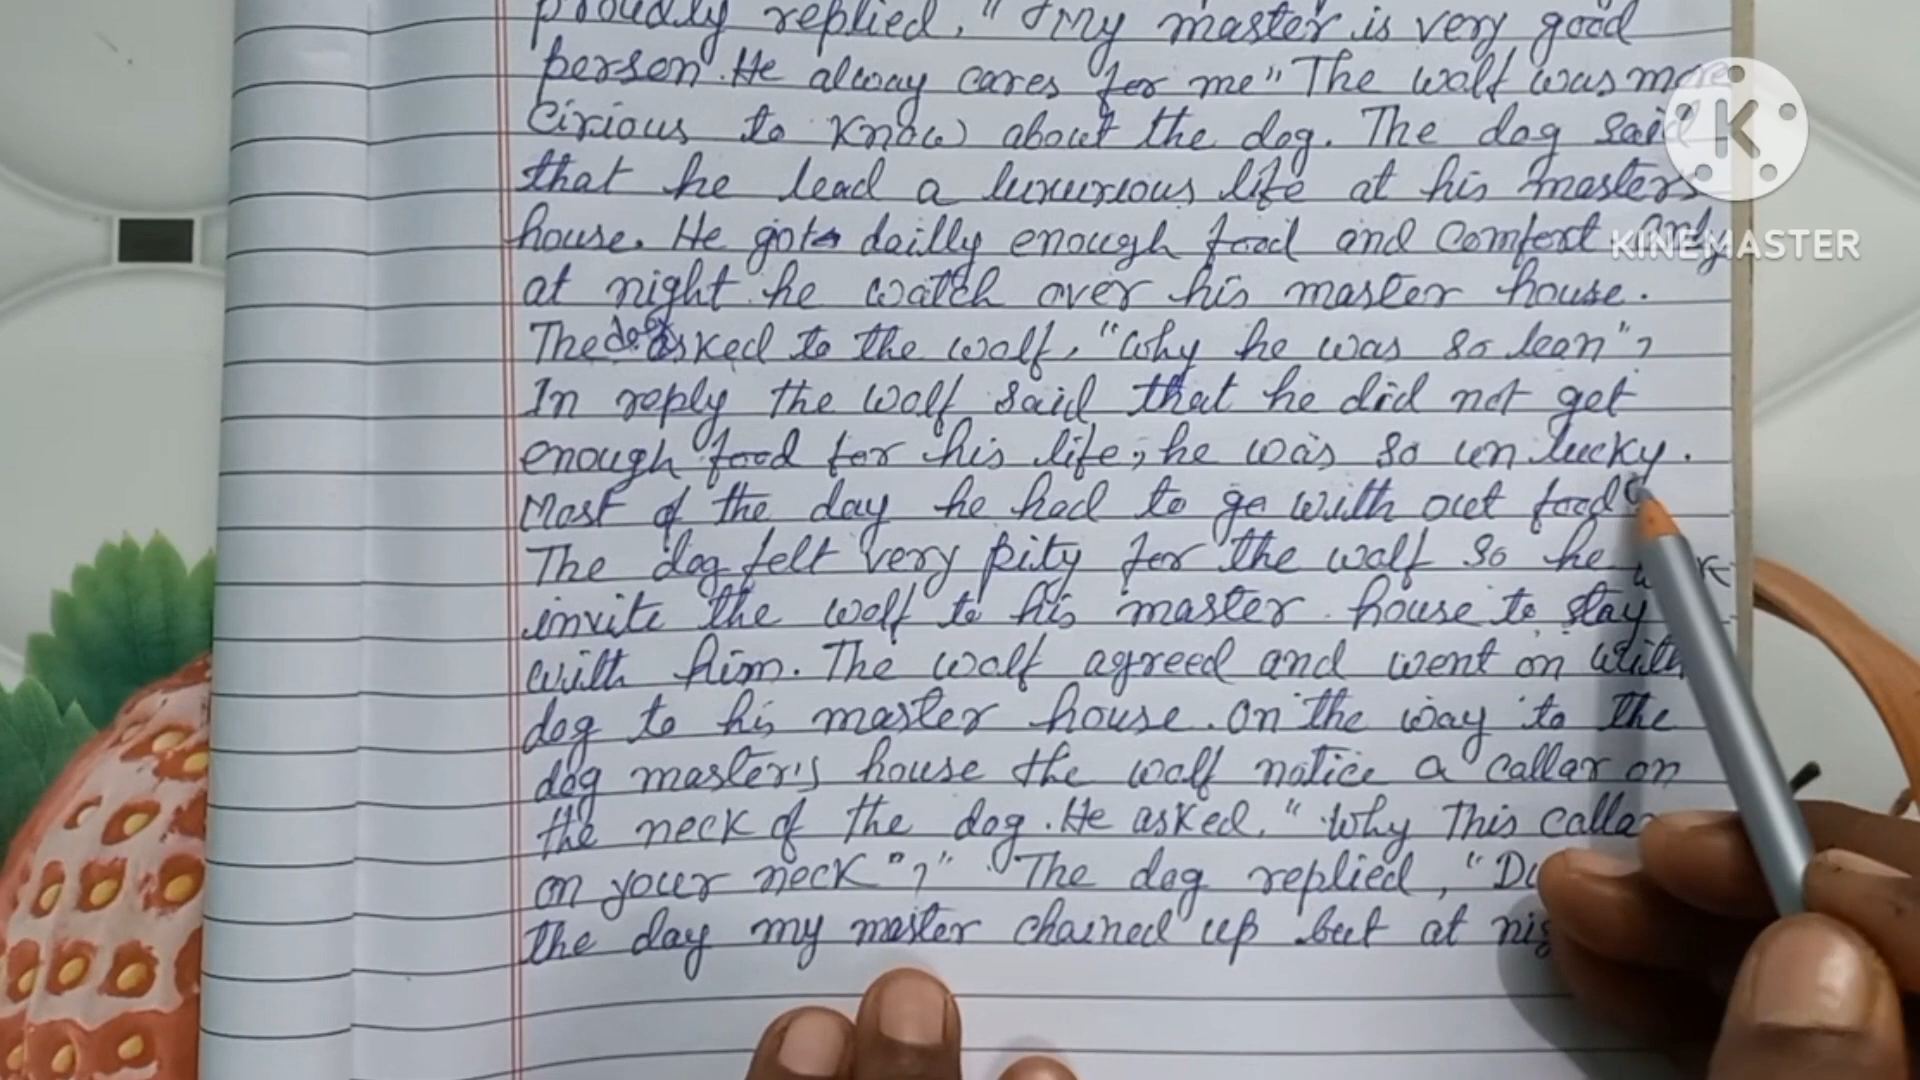 proudly replied, "My master is very good
person. He alway cares for me" The wolf was more
Cirious to know about the dog. The dog said
that he lead a luxurious life at his masters
house. He got dailly enough food and comfort only
at night he watch over his master house.
The dog asked to the wolf, "Why he was so lean"?
In reply the wolf said that he did not get
enough food for his life, he was so un lucky.
Most of the day he had to go with out food
The dog felt very pity for the wolf so he
invite the wolf to his master house to stay
with him. The wolf agreed and went on with
dog to his master house. On the way to the
dog master's house the wolf notice a callar on
the neck of the dog. He asked, "Why This callar
on your neck"?" The dog replied, "Du
the day my master chained up but at nig
K
KINEMASTER